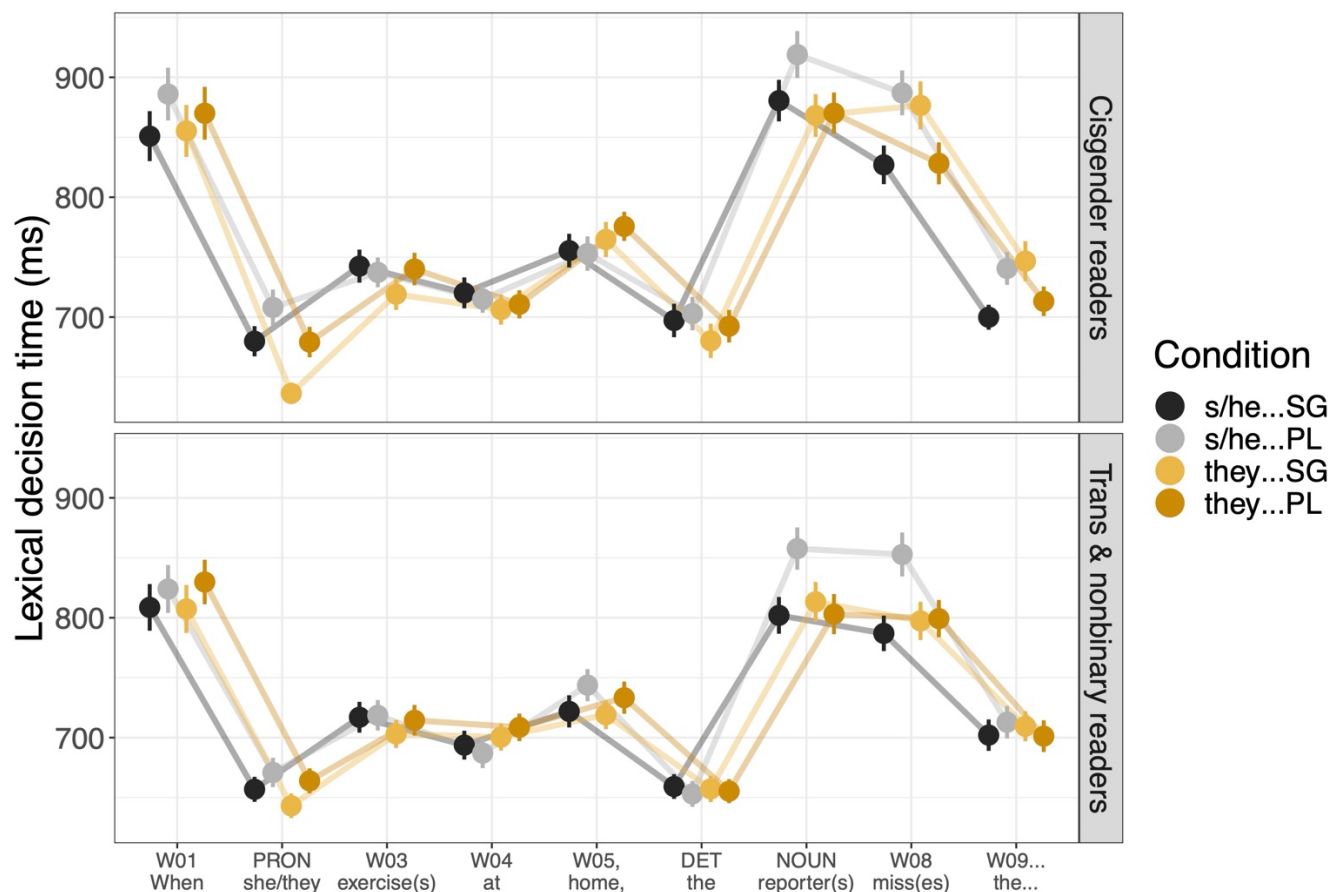 Lexical decision time (ms)
900
800
700
Cisgender readers
900
800
700
Trans & nonbinary readers
W01 PRON W03 W04 W05, DET NOUN W08 W09...
When she/they exercise(s) at home, the reporter(s) miss(es) the...
Condition
s/he...SG
s/he...PL
they...SG
they...PL